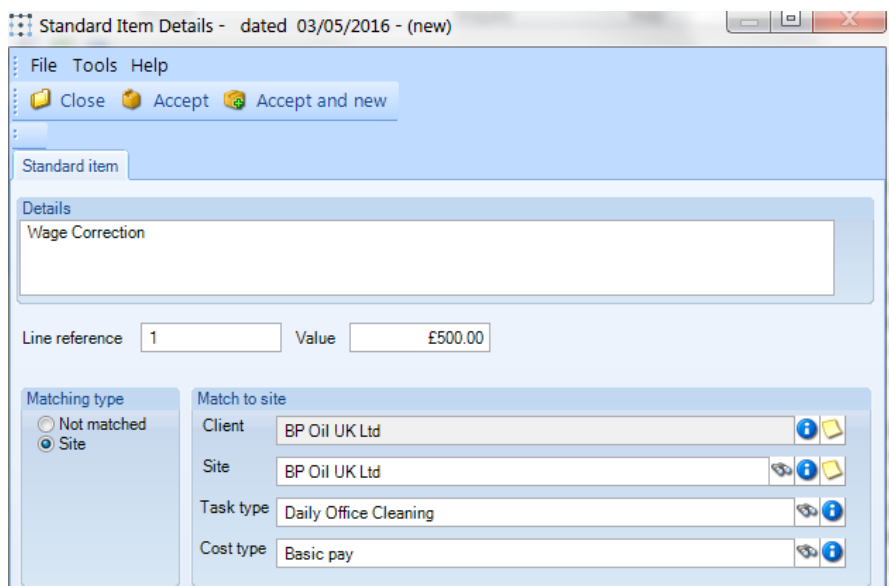 Standard Item Details - dated 03/05/2016 - (new)
File Tools Help
Close Accept Accept and new
Standard item
Details
Wage Correction
Line reference 1 Value £500.00
Matching type
Not matched
Site
Match to site
Client BP Oil UK Ltd
Site BP Oil UK Ltd
Task type Daily Office Cleaning
Cost type Basic pay